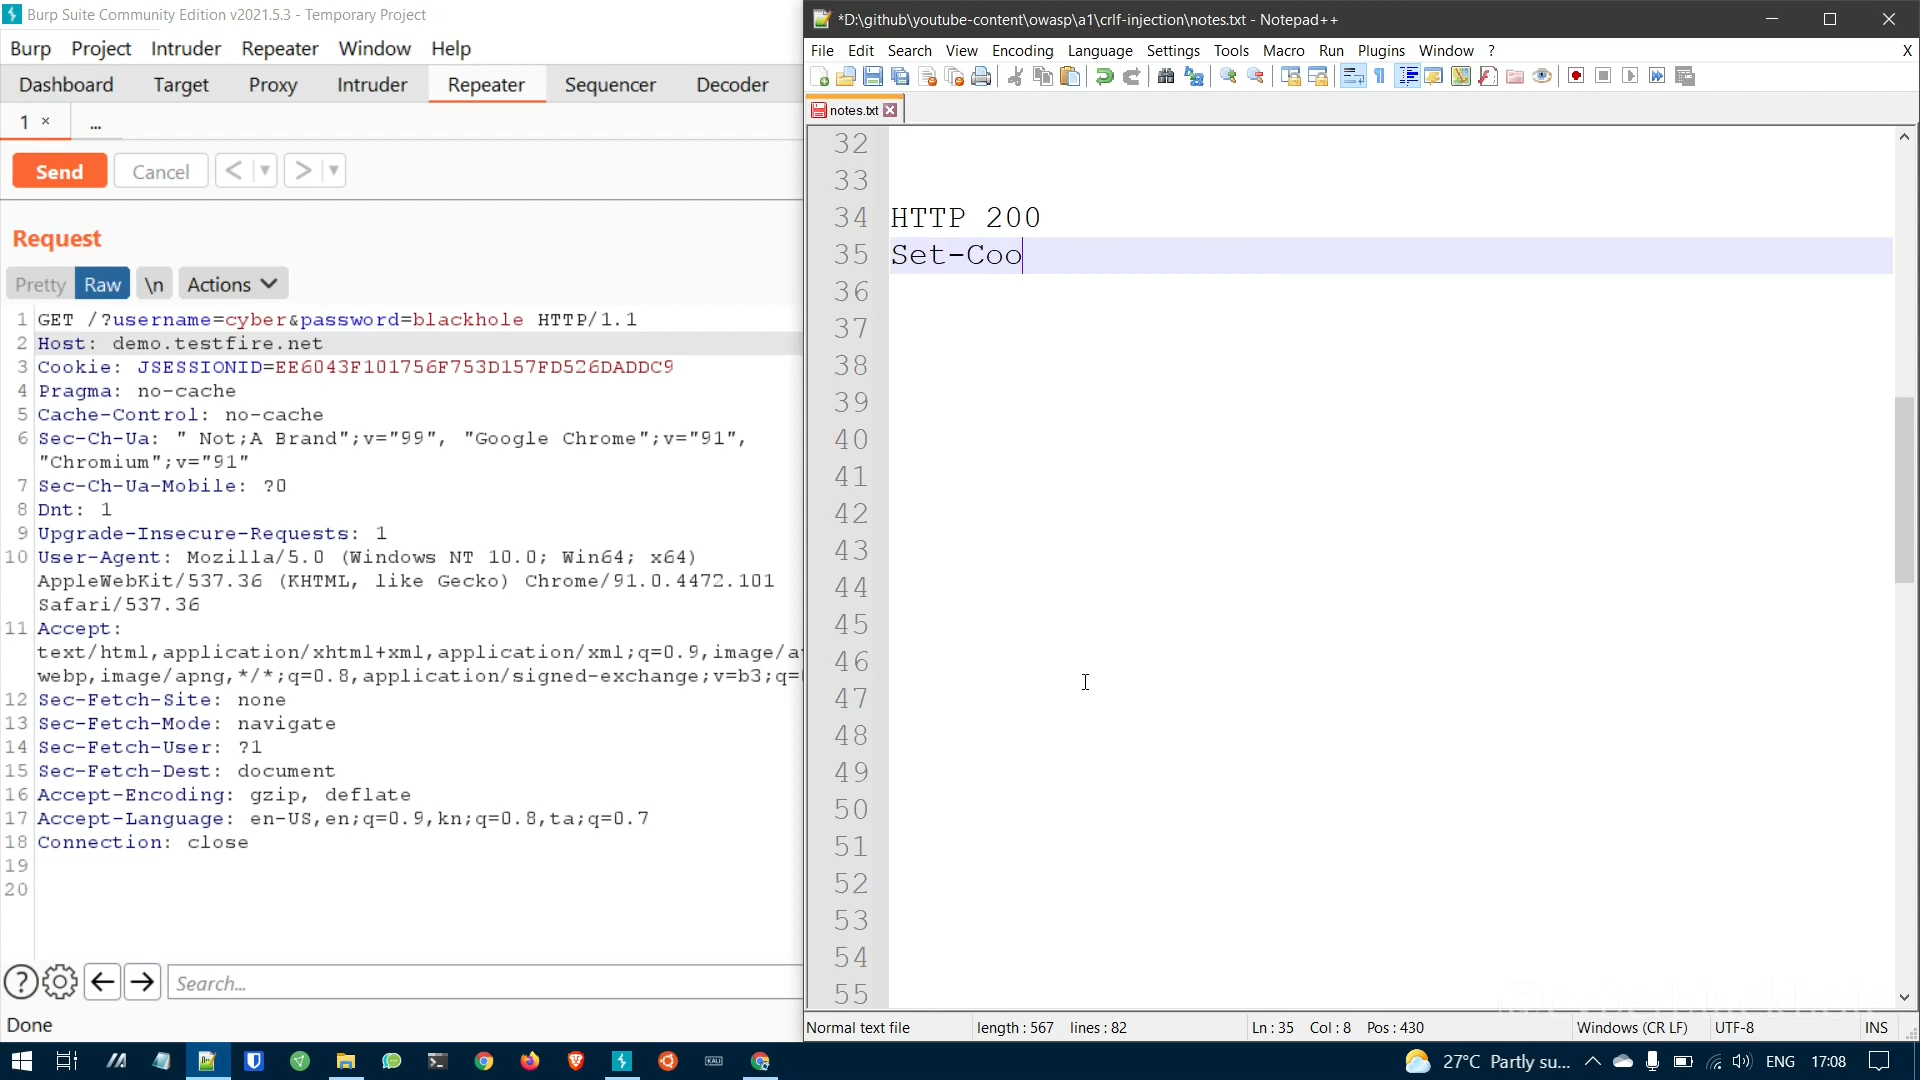 Burp Suite Community Edition v2021.5.3 - Temporary Project
Burp Project Intruder Repeater Window Help
Dashboard Target Proxy Intruder Repeater Sequencer Decoder
1 × ...
Send Cancel < >
Request
Pretty Raw \n Actions
1 GET /?username=cyber&password=blackhole HTTP/1.1
2 Host: demo.testfire.net
3 Cookie: JSESSIONID=EE6043F101756F753D157FD526DADDC9
4 Pragma: no-cache
5 Cache-Control: no-cache
6 Sec-Ch-Ua: " Not;A Brand";v="99", "Google Chrome";v="91",
"Chromium";v="91"
7 Sec-Ch-Ua-Mobile: ?0
8 Dnt: 1
9 Upgrade-Insecure-Requests: 1
10 User-Agent: Mozilla/5.0 (Windows NT 10.0; Win64; x64)
AppleWebKit/537.36 (KHTML, like Gecko) Chrome/91.0.4472.101
Safari/537.36
11 Accept:
text/html,application/xhtml+xml,application/xml;q=0.9,image/a
webp,image/apng,*/*;q=0.8,application/signed-exchange;v=b3;q=
12 Sec-Fetch-Site: none
13 Sec-Fetch-Mode: navigate
14 Sec-Fetch-User: ?1
15 Sec-Fetch-Dest: document
16 Accept-Encoding: gzip, deflate
17 Accept-Language: en-US,en;q=0.9,kn;q=0.8,ta;q=0.7
18 Connection: close
19
20
? Search...
Done
*D:\github\youtube-content\owasp\a1\crlf-injection\notes.txt - Notepad++
File Edit Search View Encoding Language Settings Tools Macro Run Plugins Window ? X
notes.txt
32
33
34 HTTP 200
35 Set-Coo
36
37
38
39
40
41
42
43
44
45
46
47
48
49
50
51
52
53
54
55
Normal text file length : 567 lines : 82 Ln : 35 Col : 8 Pos : 430 Windows (CR LF) UTF-8 INS
KALI 27°C Partly su... ENG 17:08